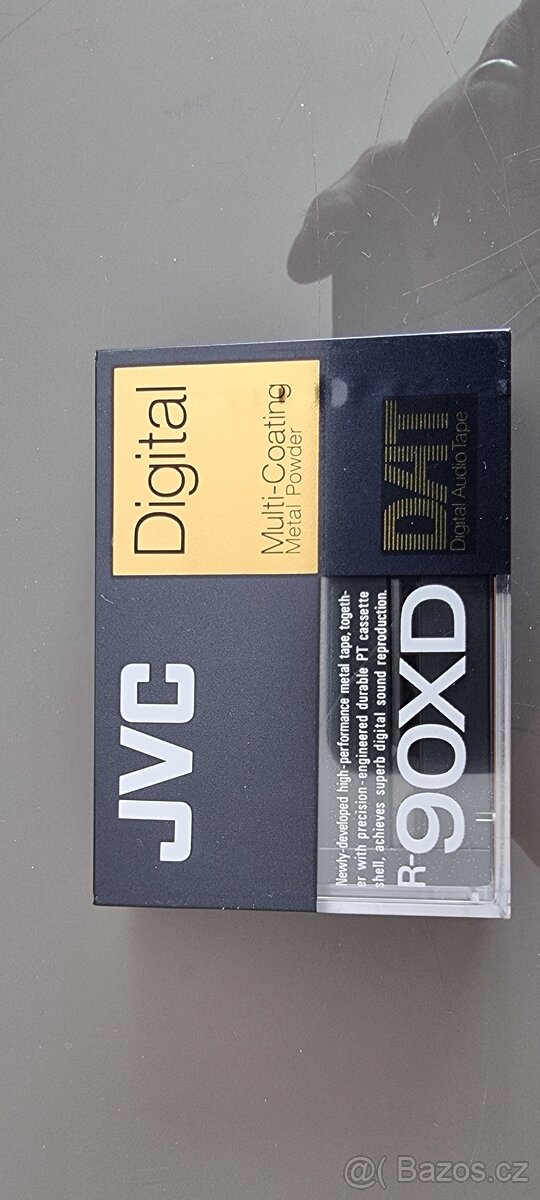 JVC
Digital
Multi-Coating
Metal Powder
Newly-developed high-performance metal tape, togeth-
er with precision-engineered durable PT cassette
shell, achieves superb digital sound reproduction.
R-90XD
DAT
Digital Audio Tape
@( Bazos.cz